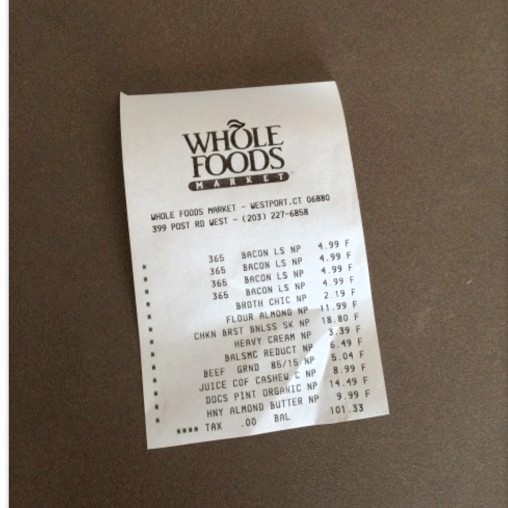 WHOLE
FOODS
MARKET
WHOLE FOODS MARKET - WESTPORT,CT 06880
399 POST RD WEST - (203) 227-6858
* 365 BACON LS NP 4.99 F
* 365 BACON LS NP 4.99 F
* 365 BACON LS NP 4.99 F
* 365 BACON LS NP 4.99 F
* BROTH CHIC NP 2.19 F
* FLOUR ALMOND NP 11.99 F
* CHKN BRST BNLSS SK NP 18.80 F
* HEAVY CREAM NP 3.39 F
* BALSMC REDUCT NP 6.49 F
* BEEF GRND 85/15 NP 5.04 F
* JUICE COF CASHEW C NP 8.99 F
* DOCS PINT ORGANIC NP 14.49 F
* HNY ALMOND BUTTER NP 9.99 F
**** TAX .00 BAL 101.33